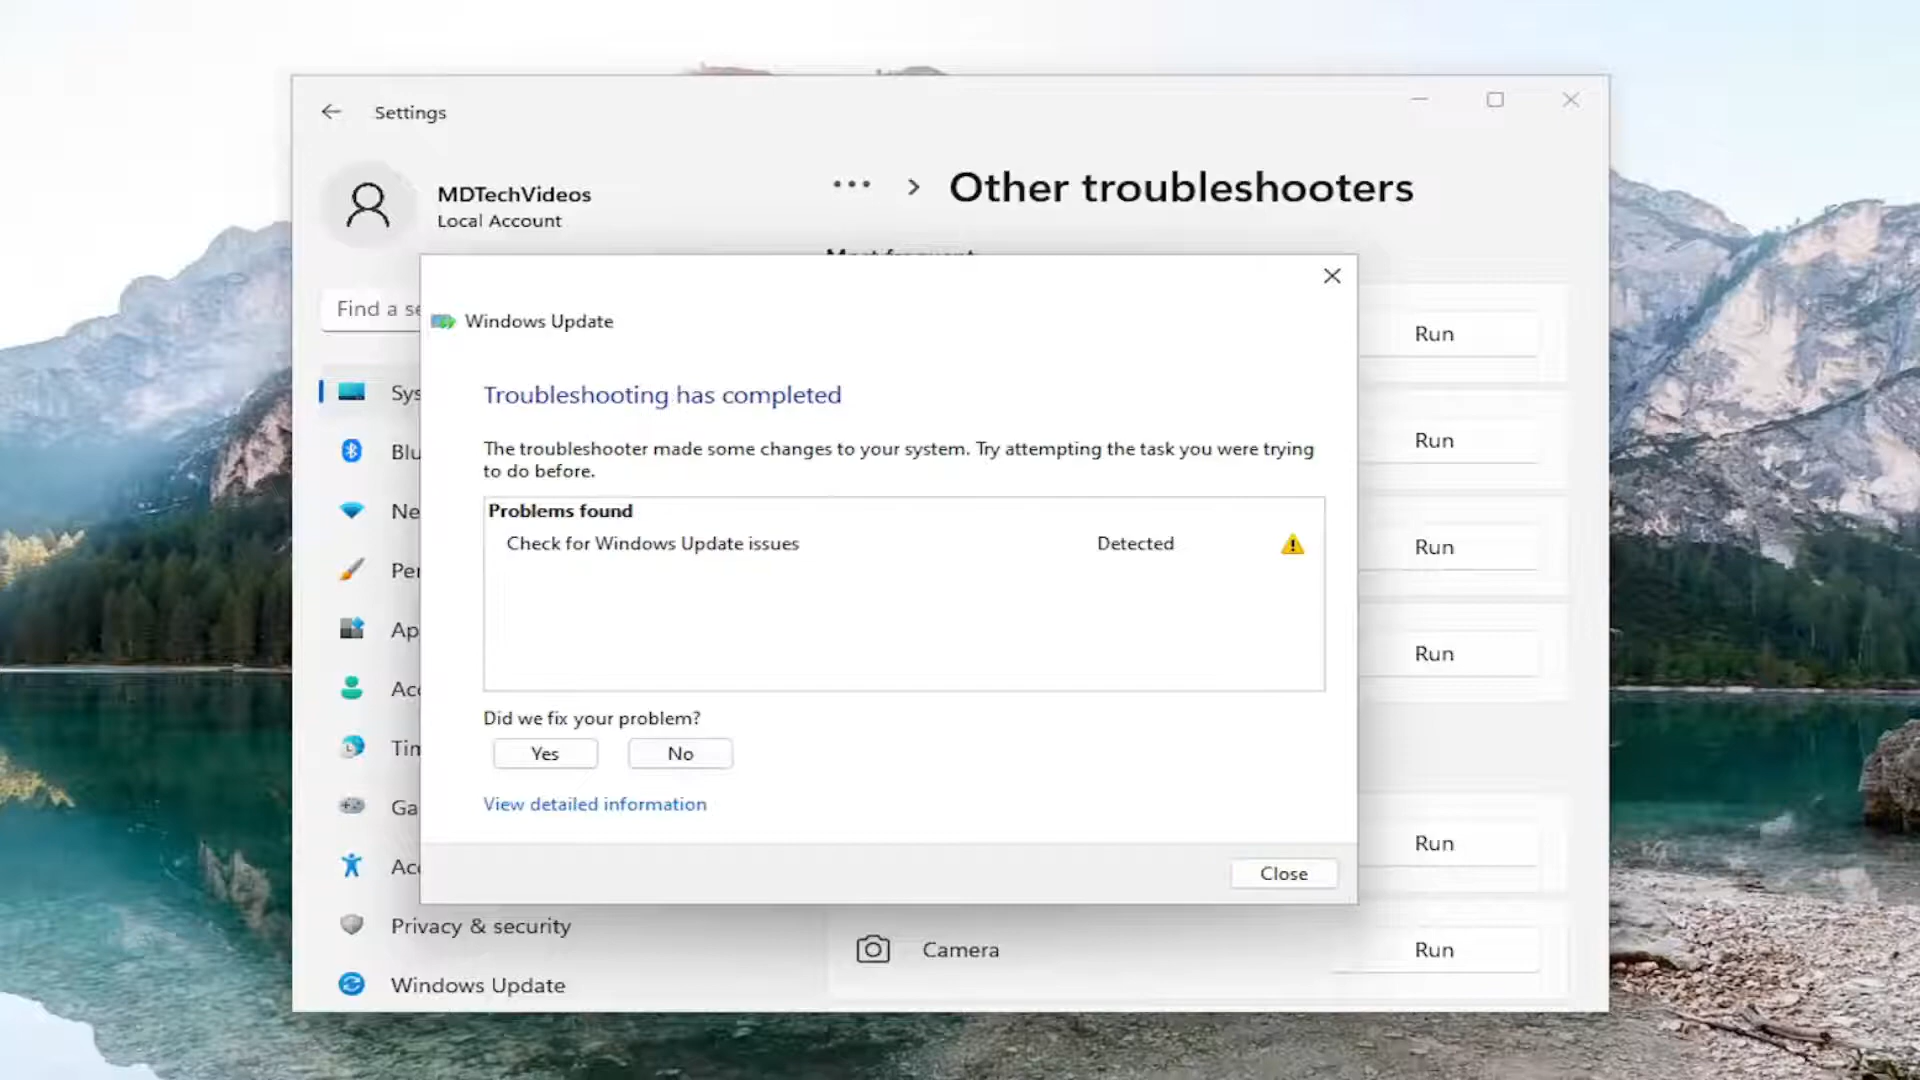 Settings
MDTechVideos
Local Account
Other troubleshooters
Find a se
Windows Update
Troubleshooting has completed
The troubleshooter made some changes to your system. Try attempting the task you were trying
to do before.
Problems found
Check for Windows Update issues Detected
Did we fix your problem?
Yes No
View detailed information
Close
Sys
Blu
Ne
Per
Ap
Acc
Tim
Ga
Acc
Privacy & security
Windows Update
Run
Run
Run
Run
Run
Camera Run